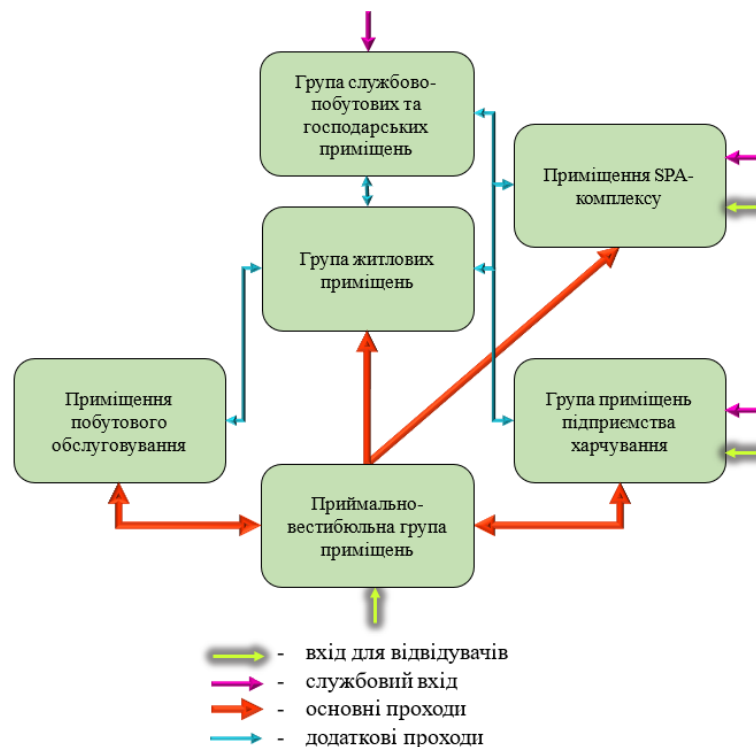 Група службово-
побутових та
господарських
приміщень
Приміщення SPA-
комплексу
Група житлових
приміщень
Приміщення
побутового
обслуговування
Група приміщень
підприємства
харчування
Приймально-
вестибюльна група
приміщень
- вхід для відвідувачів
- службовий вхід
- основні проходи
- додаткові проходи